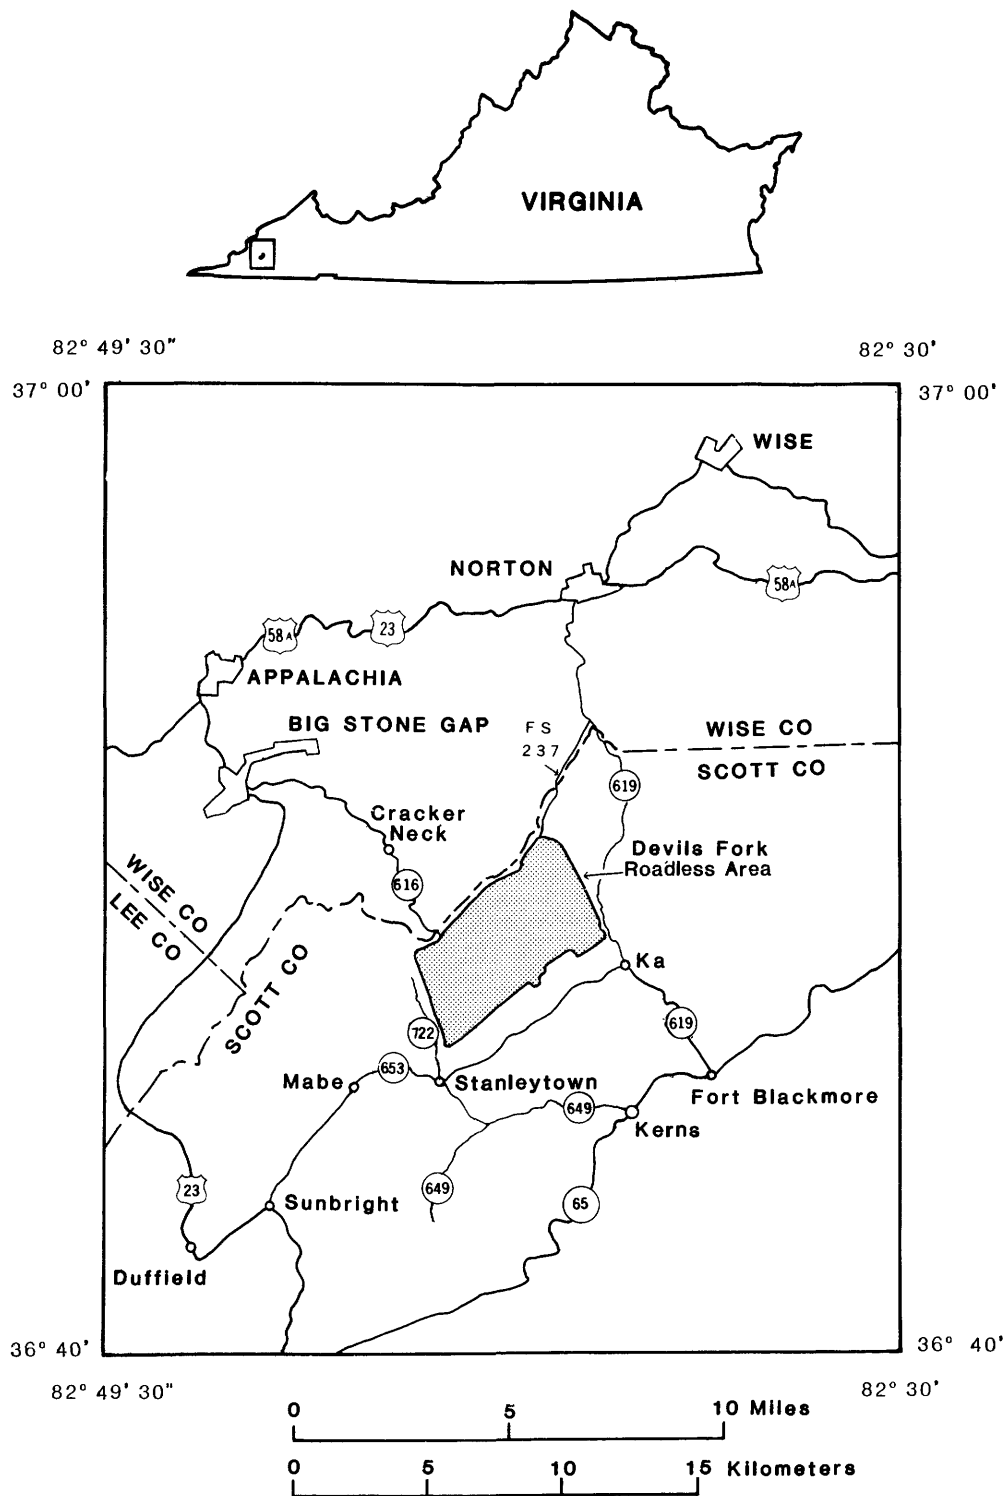 VIRGINIA
82° 49' 30"
82° 30'
37° 00'
37° 00'
WISE
NORTON
58A
58A
23
APPALACHIA
BIG STONE GAP
FS
237
WISE CO
SCOTT CO
619
Cracker
Neck
Devils Fork
Roadless Area
WISE CO
LEE CO
616
SCOTT CO
Ka
722
619
653
Mabe
Stanleytown
Fort Blackmore
649
Kerns
649
23
Sunbright
65
Duffield
36° 40'
36° 40'
82° 49' 30"
82° 30'
0 5 10 Miles
0 5 10 15 Kilometers